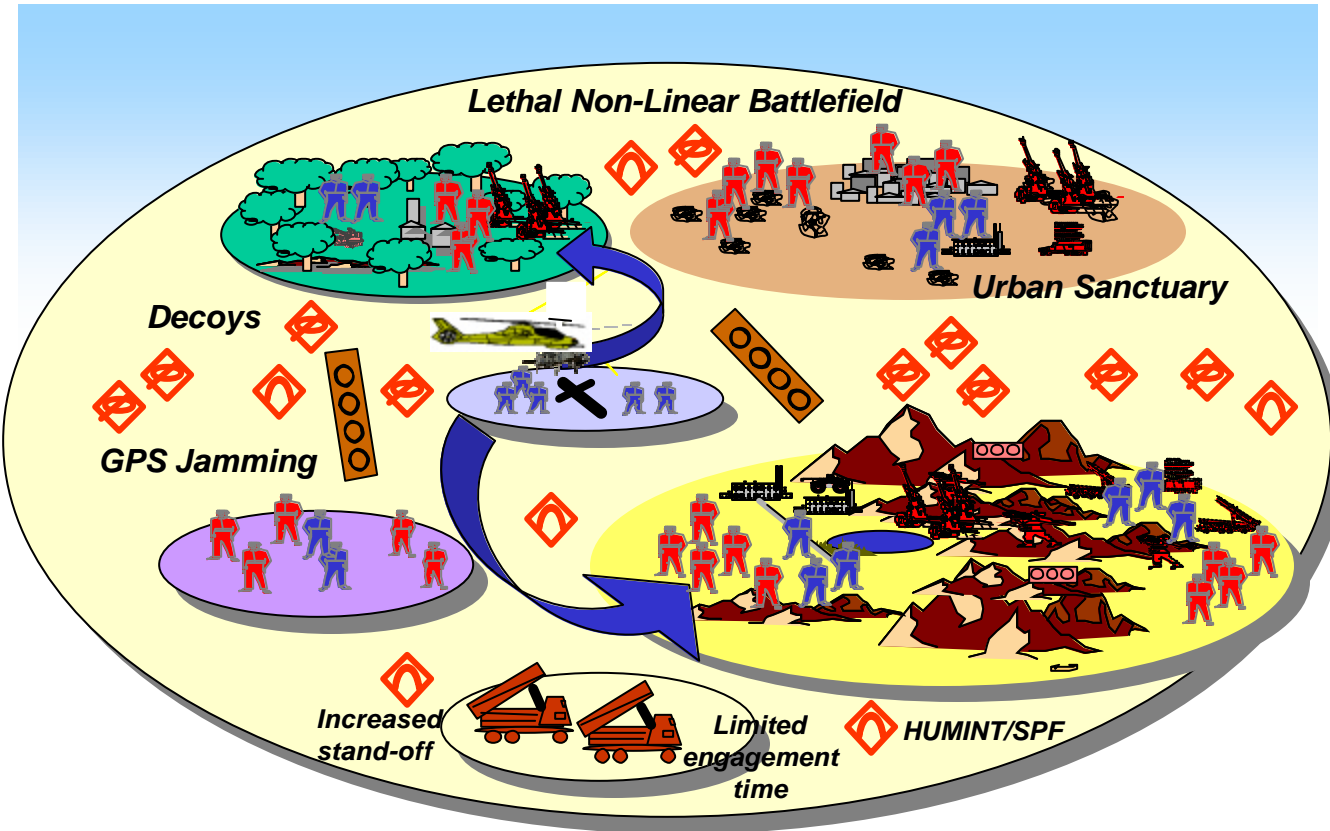 Lethal Non-Linear Battlefield
Urban Sanctuary
Decoys
GPS Jamming
Increased
stand-off
Limited
engagement
time
HUMINT/SPF